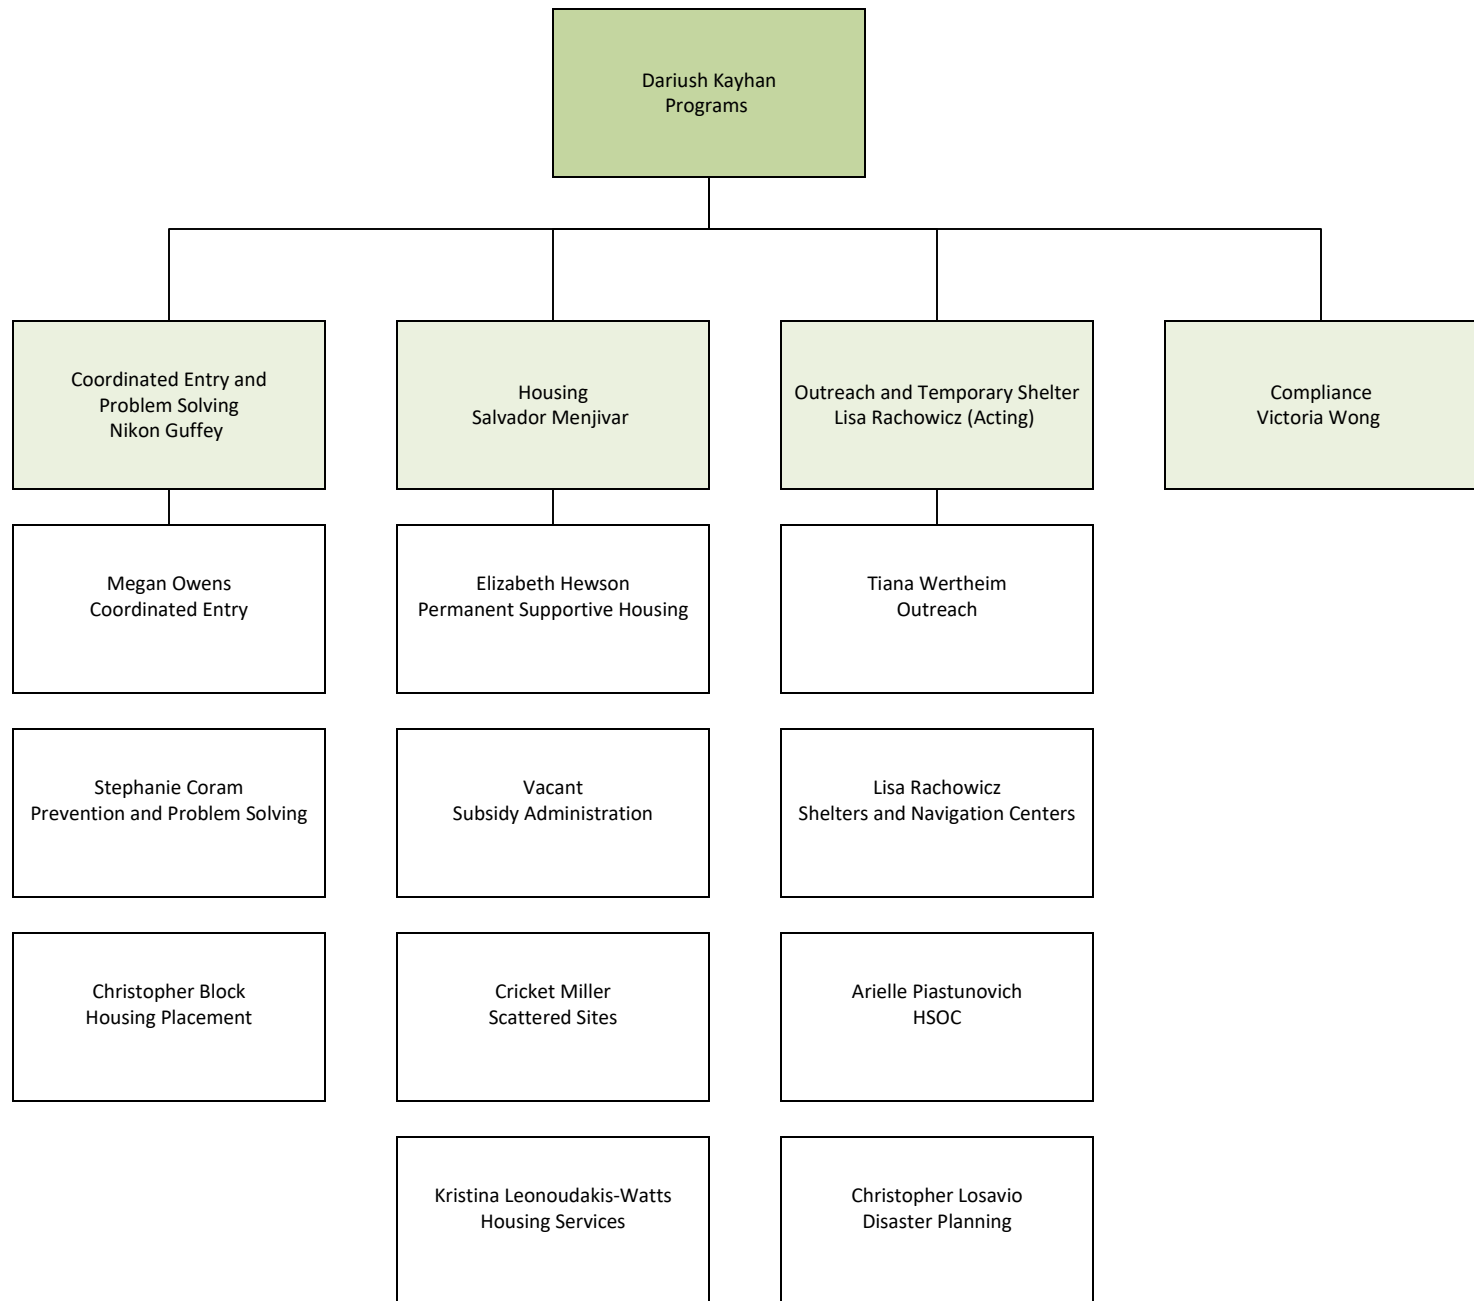 Dariush Kayhan
Programs
Coordinated Entry and
Problem Solving
Nikon Guffey
Housing
Salvador Menjivar
Outreach and Temporary Shelter
Lisa Rachowicz (Acting)
Compliance
Victoria Wong
Megan Owens
Coordinated Entry
Elizabeth Hewson
Permanent Supportive Housing
Tiana Wertheim
Outreach
Stephanie Coram
Prevention and Problem Solving
Vacant
Subsidy Administration
Lisa Rachowicz
Shelters and Navigation Centers
Christopher Block
Housing Placement
Cricket Miller
Scattered Sites
Arielle Piastunovich
HSOC
Kristina Leonoudakis-Watts
Housing Services
Christopher Losavio
Disaster Planning